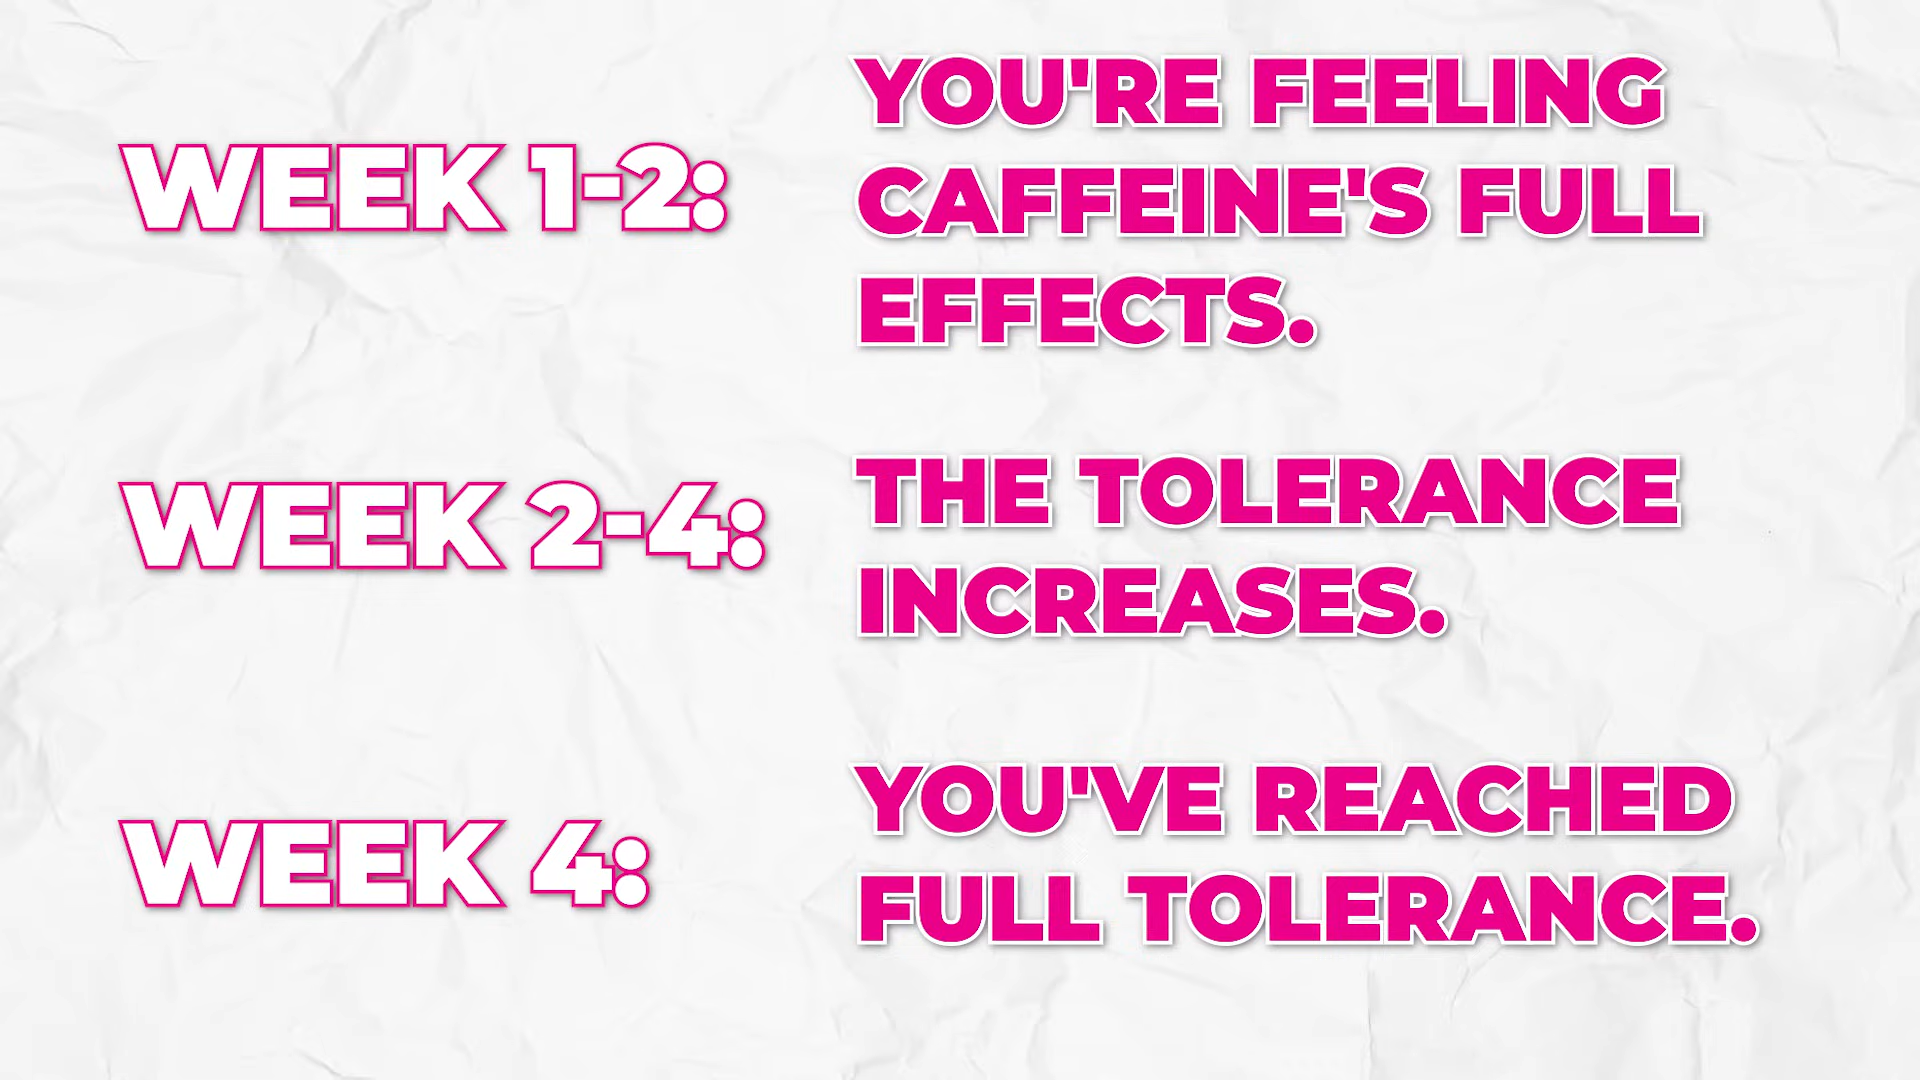 WEEK 1-2:
YOU'RE FEELING
CAFFEINE'S FULL
EFFECTS.
WEEK 2-4:
THE TOLERANCE
INCREASES.
WEEK 4:
YOU'VE REACHED
FULL TOLERANCE.